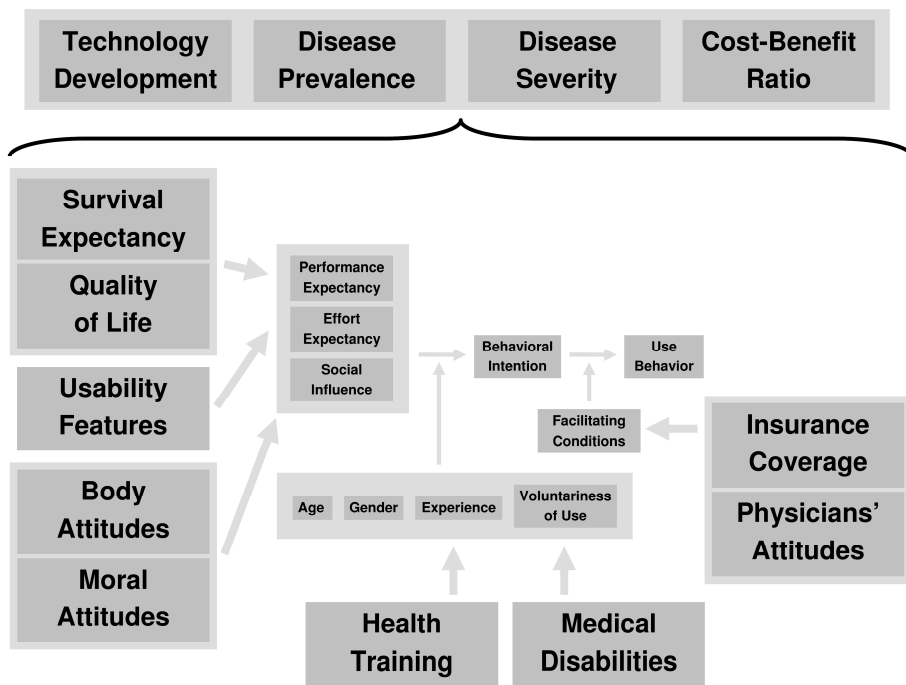 Technology
Development
Disease
Prevalence
Disease
Severity
Cost-Benefit
Ratio
Survival
Expectancy
Quality
of Life
Usability
Features
Body
Attitudes
Moral
Attitudes
Performance
Expectancy
Effort
Expectancy
Social
Influence
Behavioral
Intention
Use
Behavior
Facilitating
Conditions
Insurance
Coverage
Physicians’
Attitudes
Age
Gender
Experience
Voluntariness
of Use
Health
Training
Medical
Disabilities